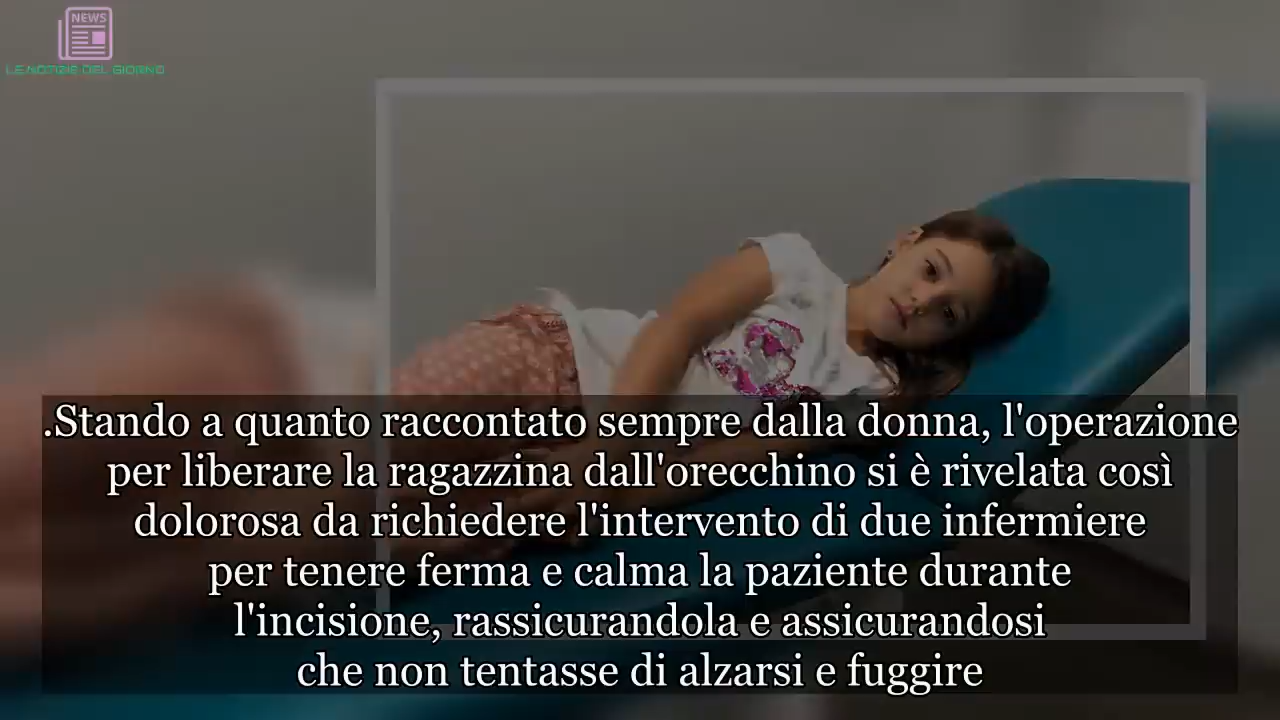 NEWS
LE NOTIZIE DEL GIORNO
.Stando a quanto raccontato sempre dalla donna, l'operazione
per liberare la ragazzina dall'orecchino si è rivelata così
dolorosa da richiedere l'intervento di due infermiere
per tenere ferma e calma la paziente durante
l'incisione, rassicurandola e assicurandosi
che non tentasse di alzarsi e fuggire